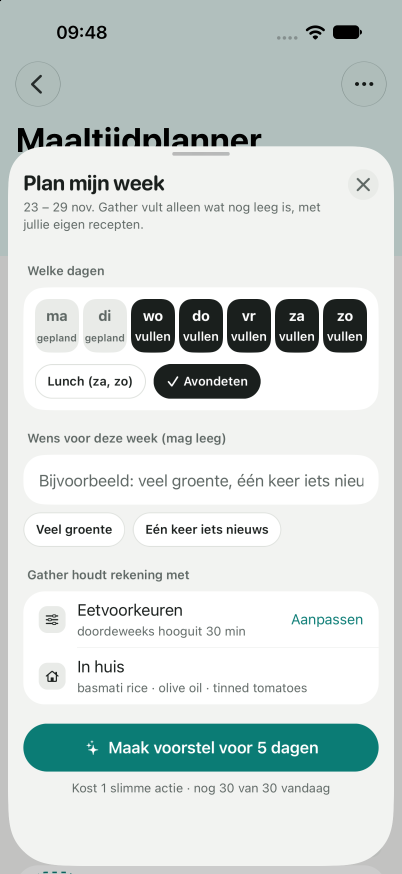 09:48
Maaltijdplanner
Plan mijn week
23 – 29 nov. Gather vult alleen wat nog leeg is, met
jullie eigen recepten.
Welke dagen
ma di wo do vr za zo
gepland gepland vullen vullen vullen vullen vullen
Lunch (za, zo) Avondeten
Wens voor deze week (mag leeg)
Bijvoorbeeld: veel groente, één keer iets nieu
Veel groente Eén keer iets nieuws
Gather houdt rekening met
Eetvoorkeuren
doordeweeks hooguit 30 min
Aanpassen
In huis
basmati rice · olive oil · tinned tomatoes
Maak voorstel voor 5 dagen
Kost 1 slimme actie · nog 30 van 30 vandaag